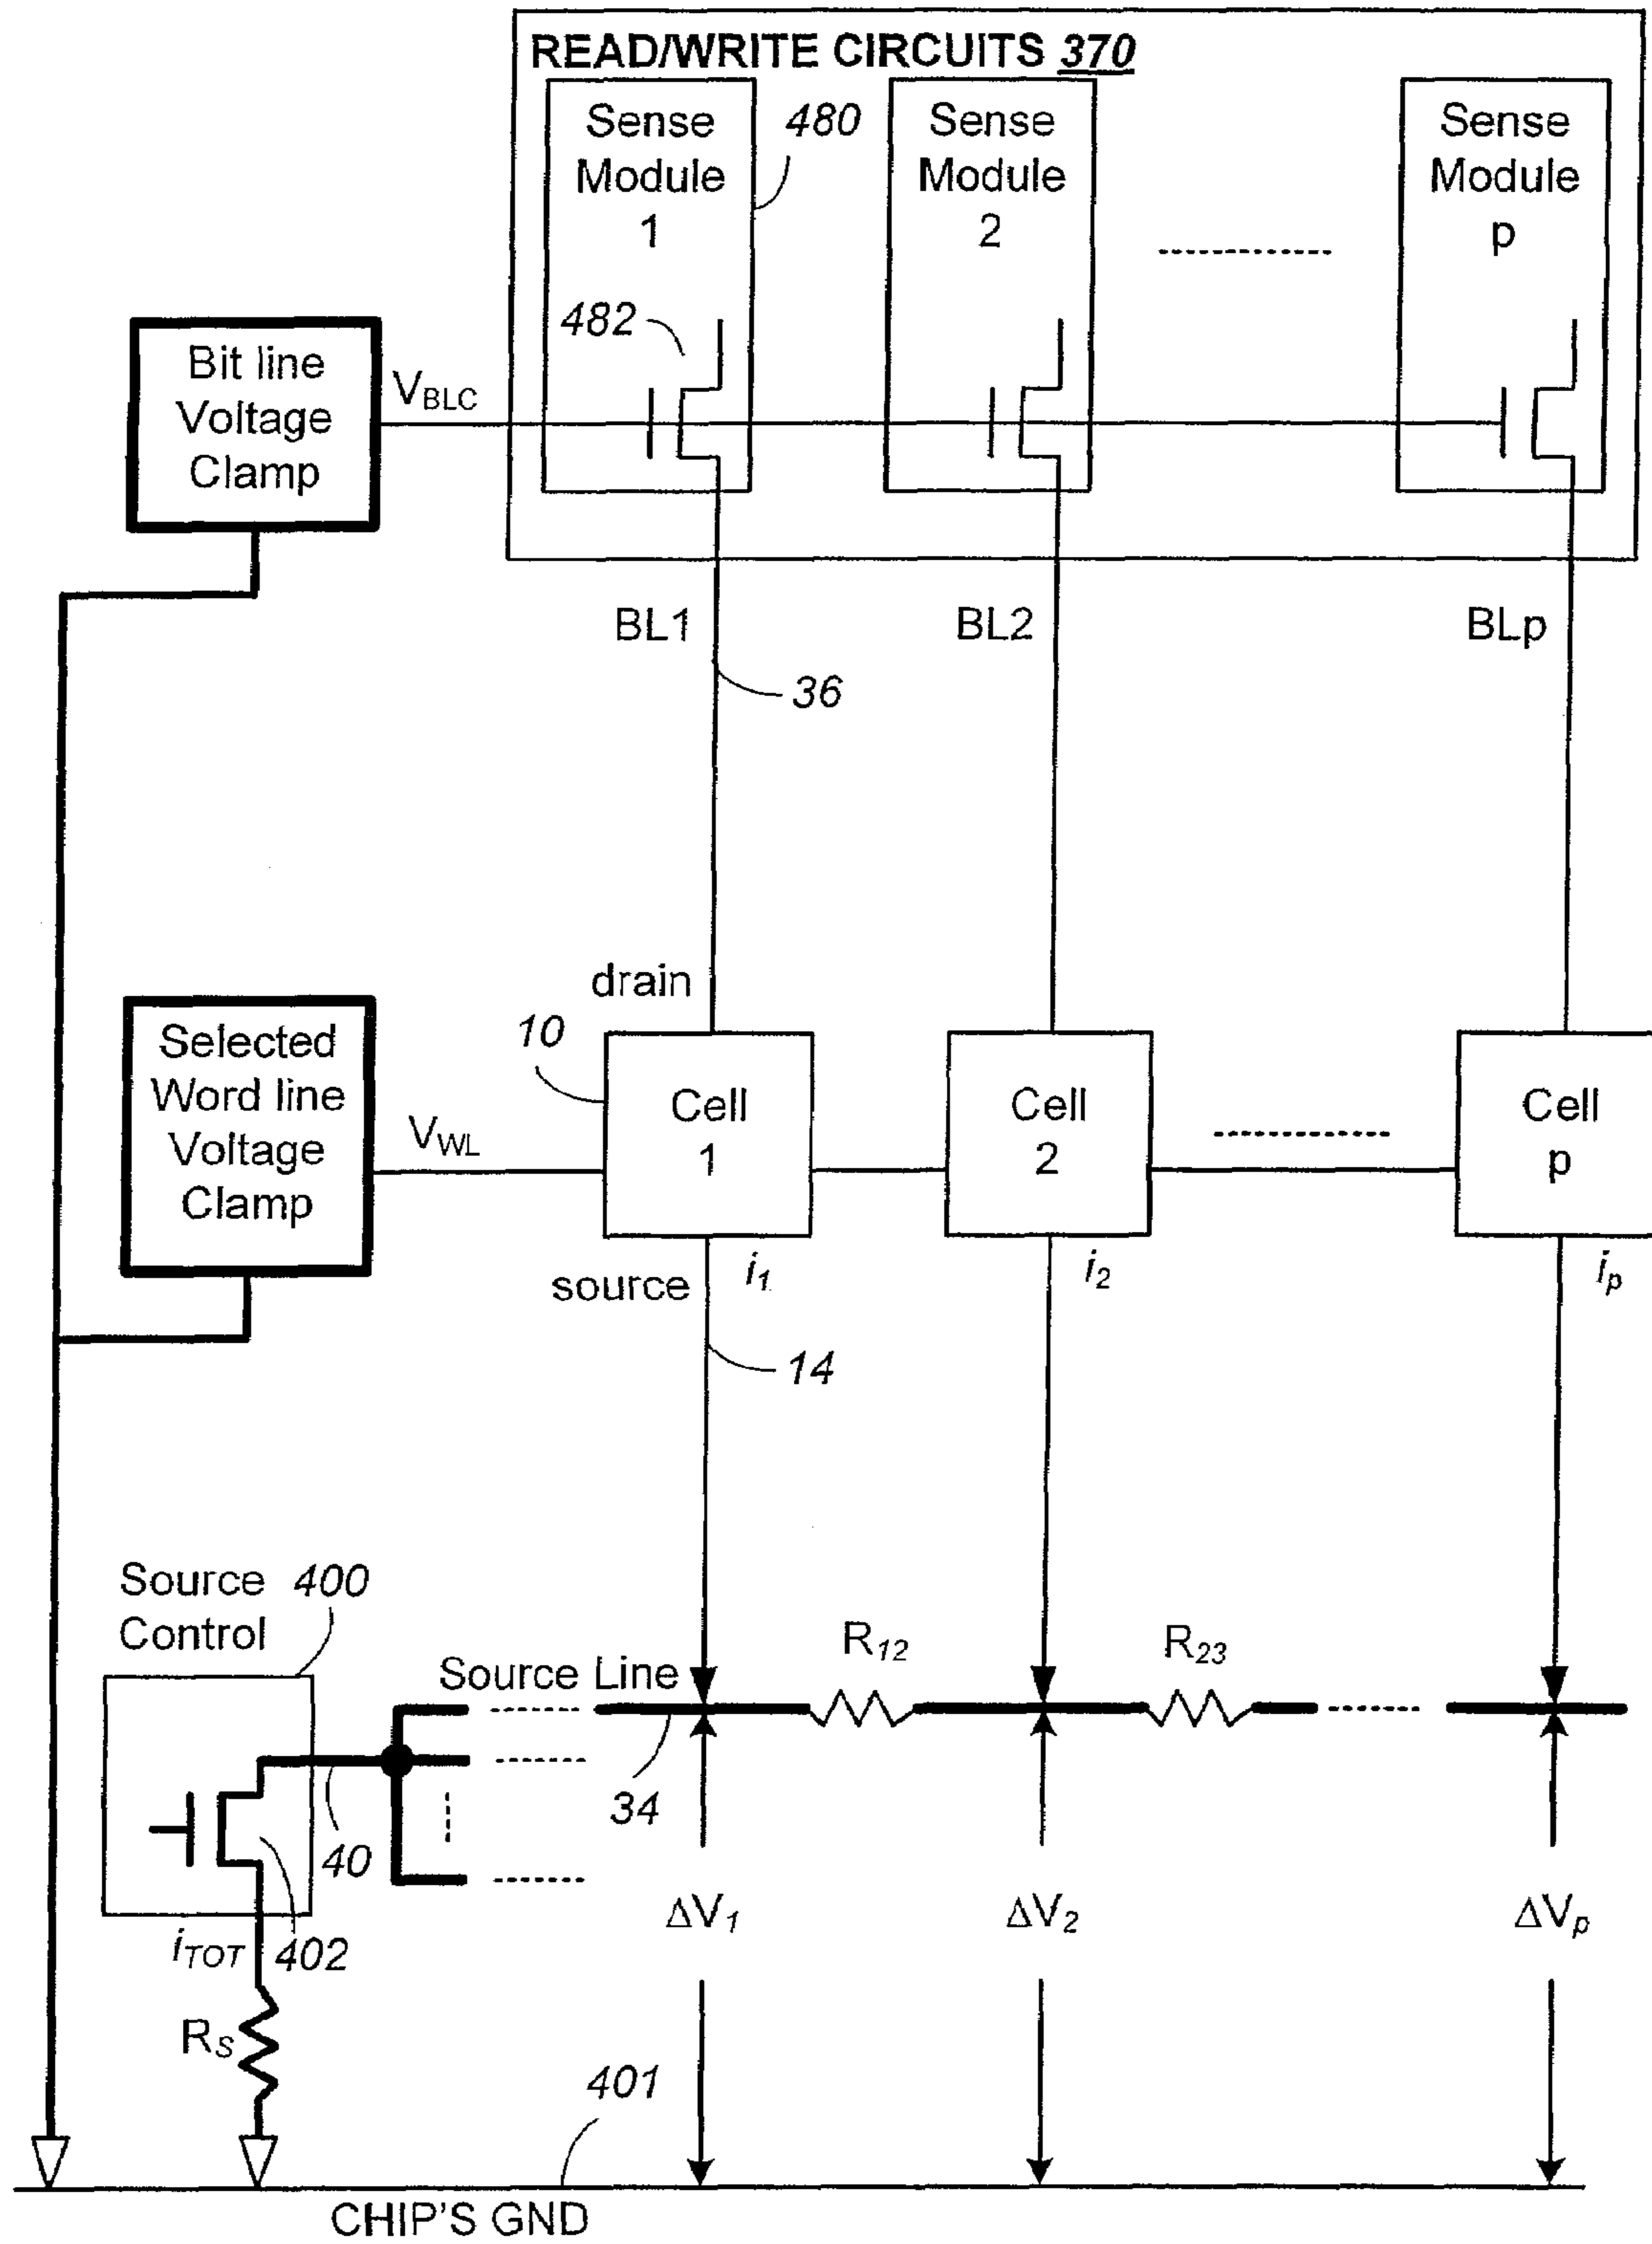 READ/WRITE CIRCUITS 370
Sense Module 1
480
Sense Module 2
Sense Module p
482
Bit line Voltage Clamp
VBLC
BL1
BL2
BLp
36
drain
10
Selected Word line Voltage Clamp
VWL
Cell 1
Cell 2
Cell p
source
i1
i2
ip
14
Source Control
400
Source Line
R12
R23
34
40
ΔV1
ΔV2
ΔVp
iTOT
402
RS
401
CHIP'S GND